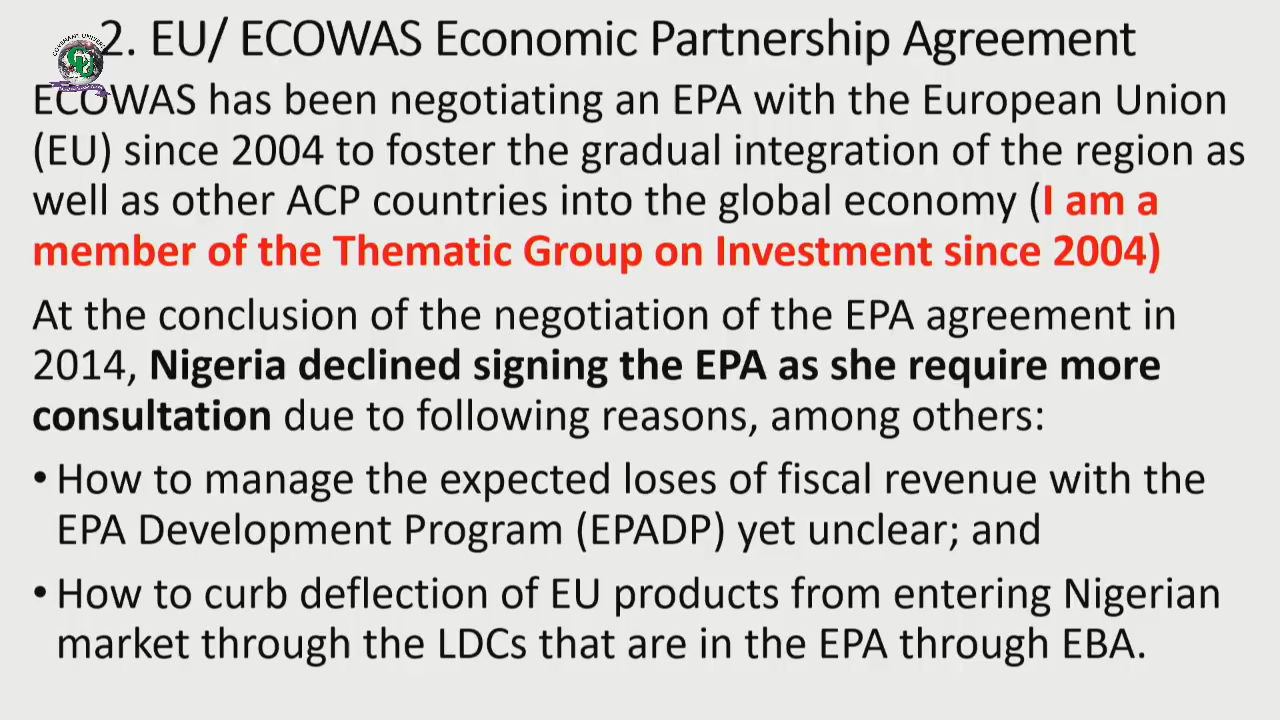 2. EU/ ECOWAS Economic Partnership Agreement
ECOWAS has been negotiating an EPA with the European Union
(EU) since 2004 to foster the gradual integration of the region as
well as other ACP countries into the global economy (I am a
member of the Thematic Group on Investment since 2004)
At the conclusion of the negotiation of the EPA agreement in
2014, Nigeria declined signing the EPA as she require more
consultation due to following reasons, among others:
• How to manage the expected loses of fiscal revenue with the
EPA Development Program (EPADP) yet unclear; and
• How to curb deflection of EU products from entering Nigerian
market through the LDCs that are in the EPA through EBA.